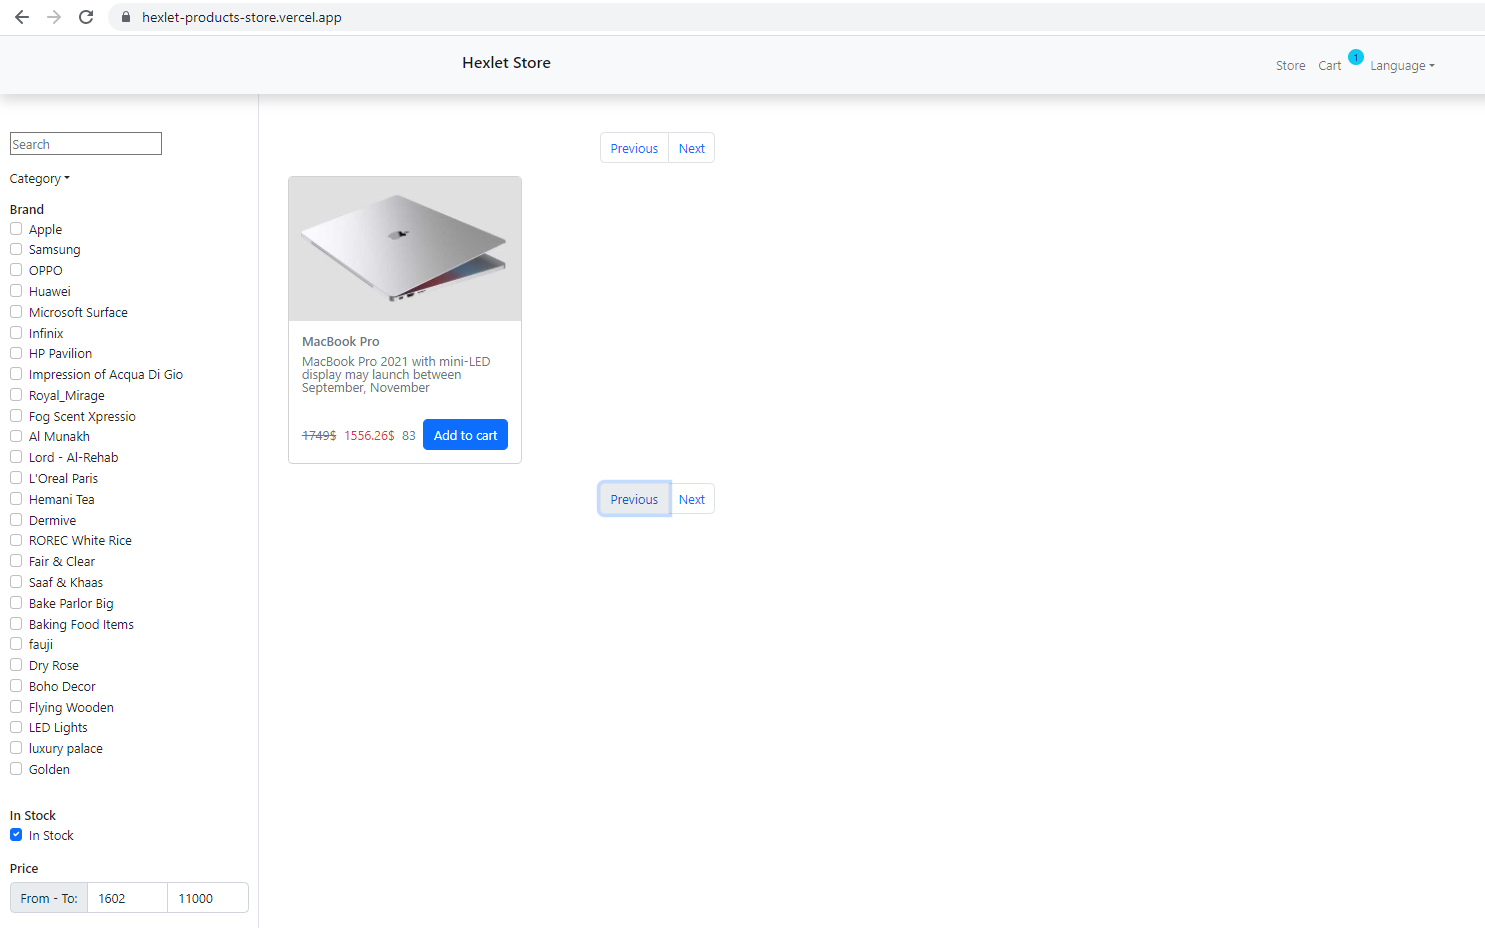 hexlet-products-store.vercel.app
Hexlet Store
Store Cart 1 Language
Search
Category
Brand
Apple
Samsung
OPPO
Huawei
Microsoft Surface
Infinix
HP Pavilion
Impression of Acqua Di Gio
Royal_Mirage
Fog Scent Xpressio
Al Munakh
Lord - Al-Rehab
L'Oreal Paris
Hemani Tea
Dermive
ROREC White Rice
Fair & Clear
Saaf & Khaas
Bake Parlor Big
Baking Food Items
fauji
Dry Rose
Boho Decor
Flying Wooden
LED Lights
luxury palace
Golden
In Stock
In Stock
Price
From - To: 1602 11000
Previous Next
MacBook Pro
MacBook Pro 2021 with mini-LED
display may launch between
September, November
1749$ 1556.26$ 83 Add to cart
Previous Next